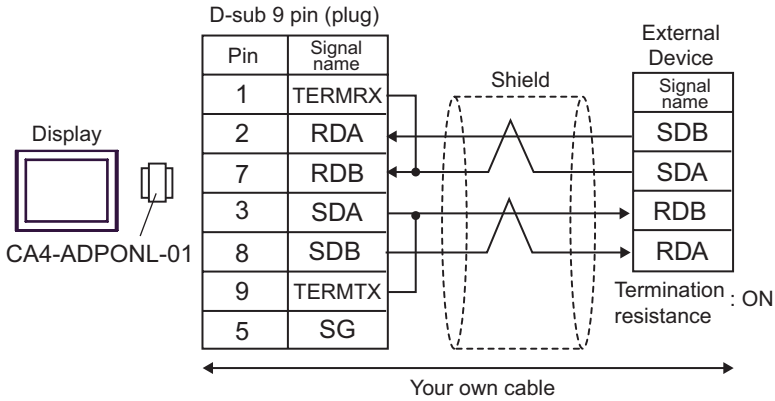 D-sub 9 pin (plug)
Pin Signal name
1 TERMRX
2 RDA
7 RDB
3 SDA
8 SDB
9 TERMTX
5 SG
Display
CA4-ADPONL-01
Shield
External
Device
Signal
name
SDB
SDA
RDB
RDA
Termination
resistance : ON
Your own cable